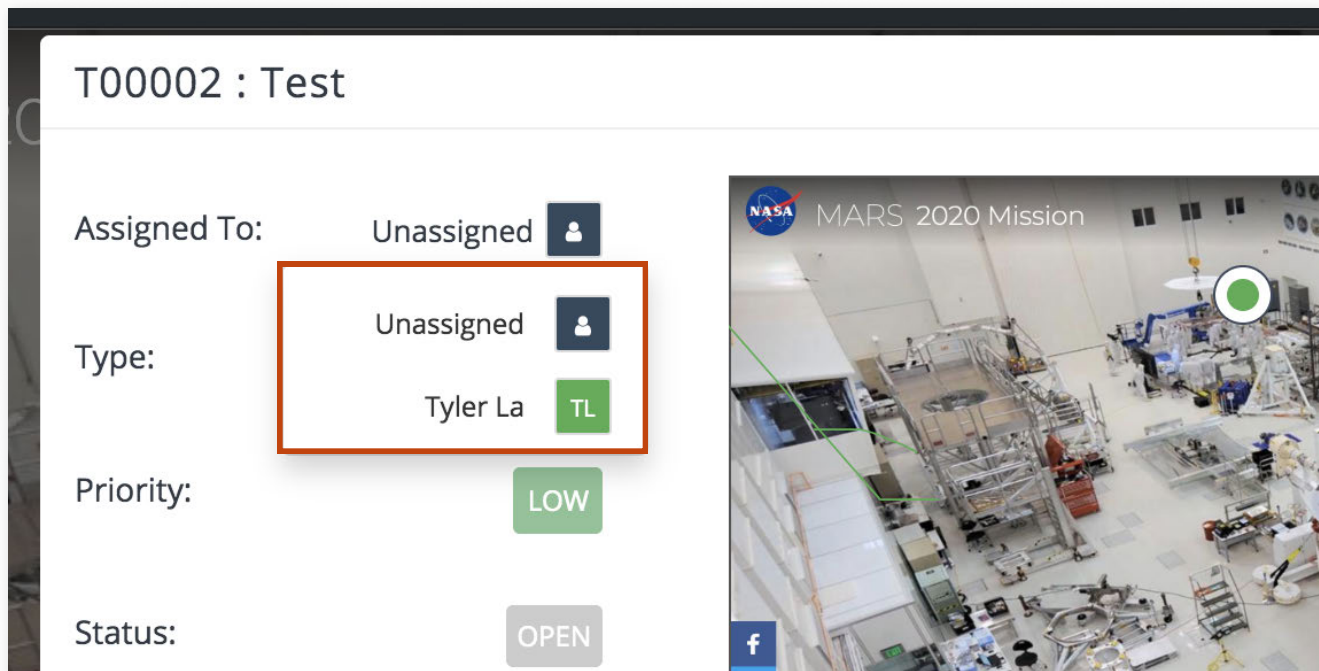 T00002 : Test
Assigned To:
Unassigned
Unassigned
Type:
Tyler La
TL
Priority:
LOW
Status:
OPEN
NASA
MARS 2020 Mission
f